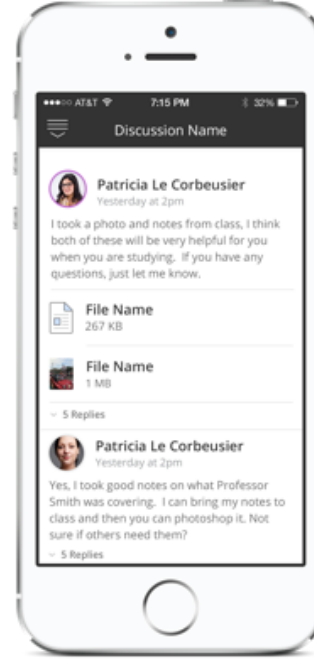 AT&T 7:15 PM 32%
Discussion Name
Patricia Le Corbeusier
Yesterday at 2pm
I took a photo and notes from class, I think
both of these will be very helpful for you
when you are studying. If you have any
questions, just let me know.
File Name
267 KB
File Name
1 MB
5 Replies
Patricia Le Corbeusier
Yesterday at 2pm
Yes, I took good notes on what Professor
Smith was covering. I can bring my notes to
class and then you can photoshop it. Not
sure if others need them?
5 Replies